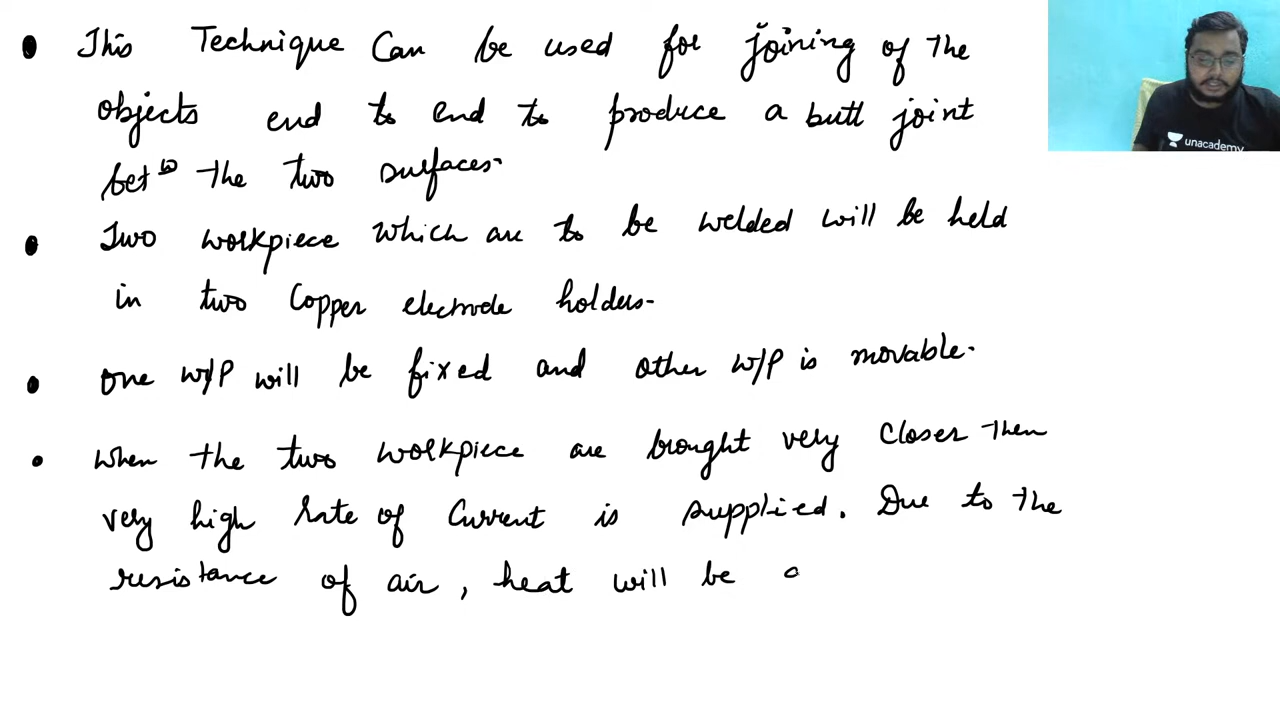 • This Technique Can be used for joining of the
objects end to end to produce a butt joint
betⁿ the two surfaces.
• Two workpiece which are to be welded will be held
in two Copper electrode holders.
• One W/P will be fixed and other W/P is movable.
• When the two workpiece are brought very closer then
very high rate of Current is supplied. Due to the
resistance of air, heat will be
unacademy